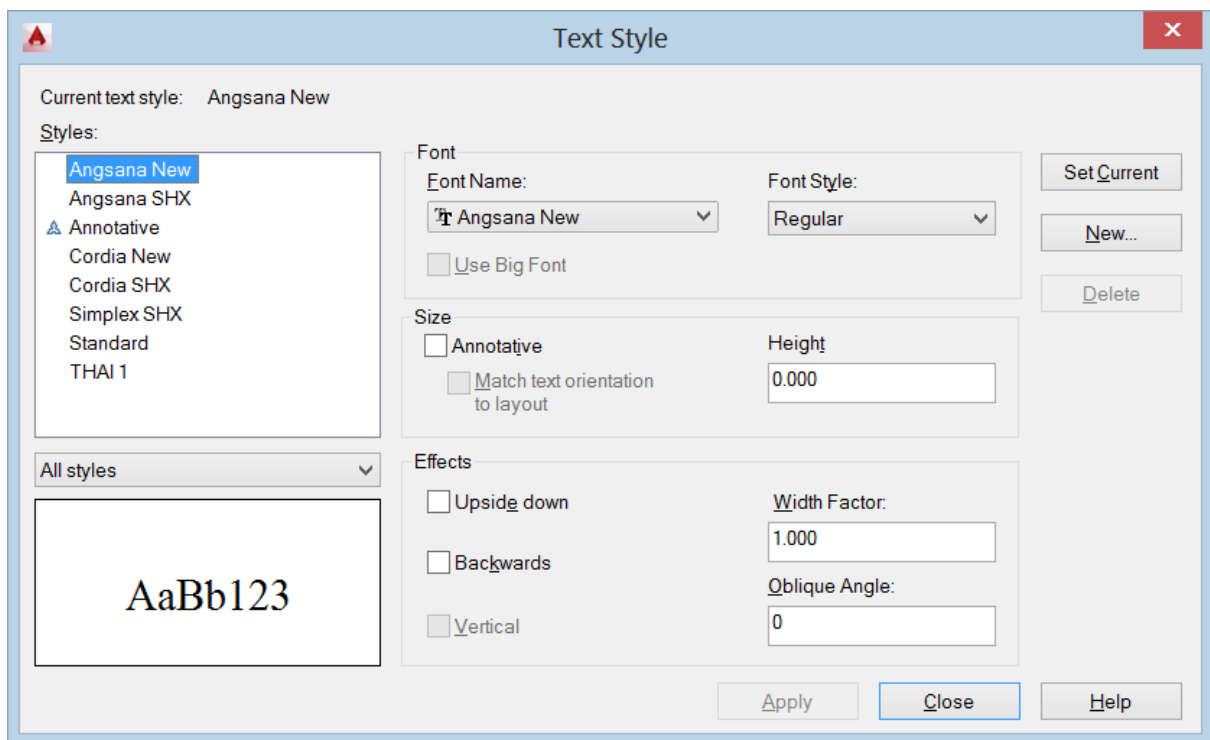 Text Style
Current text style: Angsana New
Styles:
Angsana New
Angsana SHX
Annotative
Cordia New
Cordia SHX
Simplex SHX
Standard
THAI 1
All styles
AaBb123
Font
Font Name:
Angsana New
Use Big Font
Font Style:
Regular
Size
Annotative
Match text orientation
to layout
Height
0.000
Effects
Upside down
Backwards
Vertical
Width Factor:
1.000
Oblique Angle:
0
Set Current
New...
Delete
Apply
Close
Help